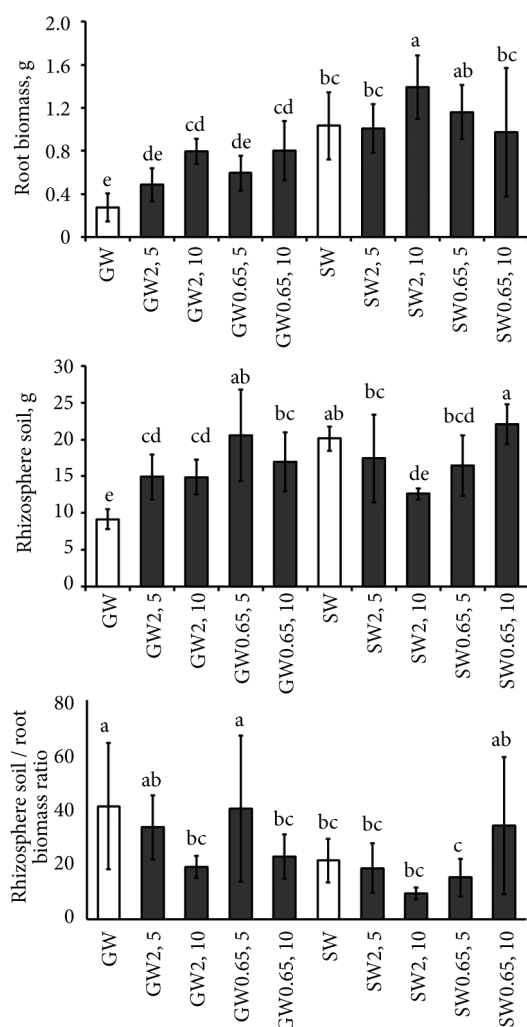 2.0
1.6
1.2
0.8
0.4
0
Root biomass, g
e
de
cd
de
cd
bc
bc
a
ab
bc
GW
GW2, 5
GW2, 10
GW0.65, 5
GW0.65, 10
SW
SW2, 5
SW2, 10
SW0.65, 5
SW0.65, 10
30
25
20
15
10
5
0
Rhizosphere soil, g
e
cd
cd
ab
bc
ab
bc
de
bcd
a
GW
GW2, 5
GW2, 10
GW0.65, 5
GW0.65, 10
SW
SW2, 5
SW2, 10
SW0.65, 5
SW0.65, 10
80
60
40
20
0
Rhizosphere soil / root
biomass ratio
a
ab
bc
a
bc
bc
bc
bc
c
ab
GW
GW2, 5
GW2, 10
GW0.65, 5
GW0.65, 10
SW
SW2, 5
SW2, 10
SW0.65, 5
SW0.65, 10